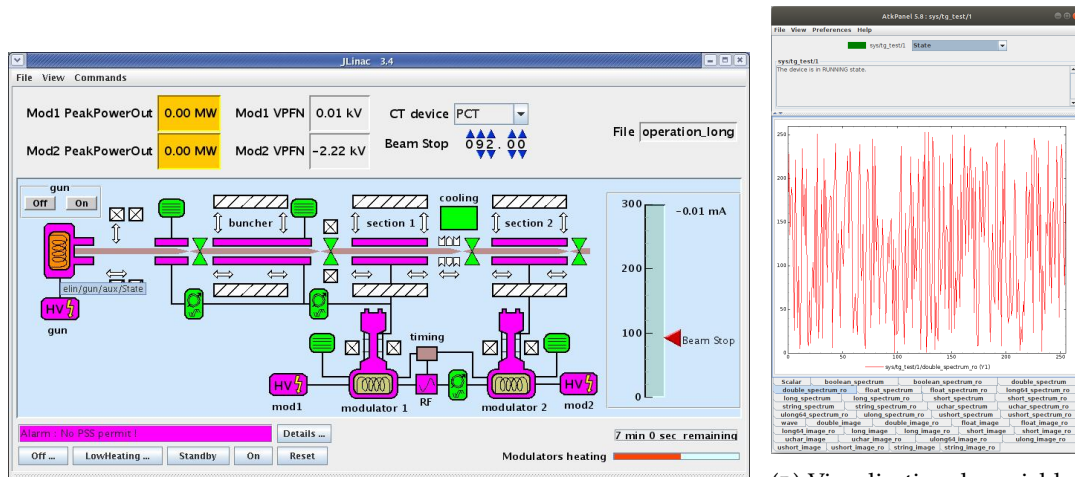 JLinac 3.4
File View Commands
Mod1 PeakPowerOut 0.00 MW Mod1 VPFN 0.01 kV CT device PCT
Mod2 PeakPowerOut 0.00 MW Mod2 VPFN -2.22 kV Beam Stop 092.00
File operation_long
gun
Off On
buncher
section 1
cooling
section 2
elin/gun/aux/State
HV
gun
timing
HV
mod1
modulator 1
RF
modulator 2
HV
mod2
300
-0.01 mA
200
100
Beam Stop
0
Alarm : No PSS permit !
Details ...
7 min 0 sec remaining
Off ... LowHeating ... Standby On Reset
Modulators heating
AtkPanel 5.8 : sys/tg_test/1
File View Preferences Help
sys/tg_test/1 State
sys/tg_test/1
The device is in RUNNING state.
250
200
150
100
50
0
0 50 100 150 200 250
sys/tg_test/1/double_spectrum_ro (Y1)
Scalar boolean_spectrum boolean_spectrum_ro double_spectrum
double_spectrum_ro float_spectrum float_spectrum_ro long64_spectrum_ro
long_spectrum long_spectrum_ro short_spectrum short_spectrum_ro
string_spectrum string_spectrum_ro uchar_spectrum uchar_spectrum_ro
ulong64_spectrum_ro ulong_spectrum_ro ushort_spectrum ushort_spectrum_ro
wave double_image double_image_ro float_image float_image_ro
long64_image_ro long_image long_image_ro short_image short_image_ro
uchar_image uchar_image_ro ulong64_image_ro ulong_image_ro
ushort_image ushort_image_ro string_image string_image_ro